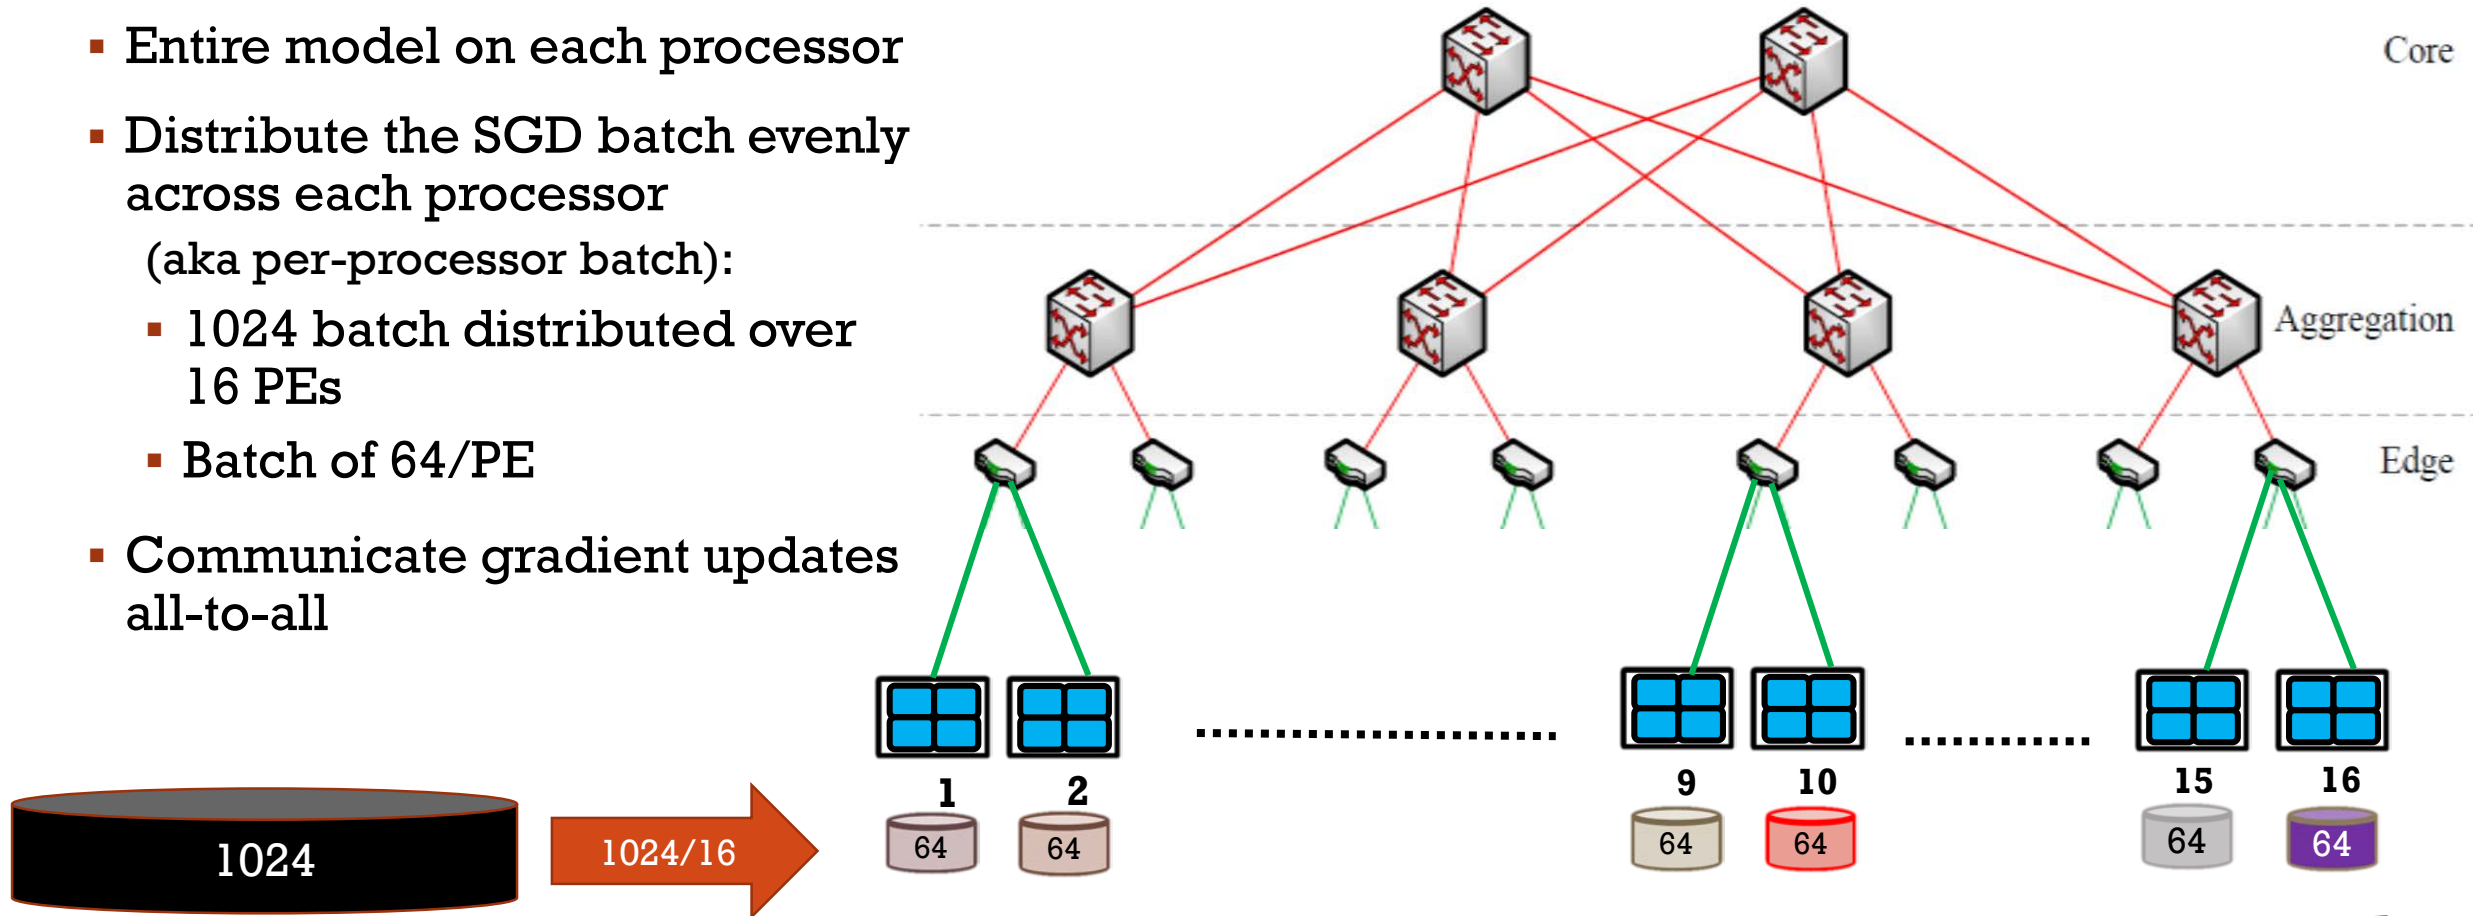 Entire model on each processor
Distribute the SGD batch evenly
across each processor
(aka per-processor batch):
1024 batch distributed over
16 PEs
Batch of 64/PE
Communicate gradient updates
all-to-all
Core
Aggregation
Edge
1
2
9
10
15
16
1024
1024/16
64
64
64
64
64
64